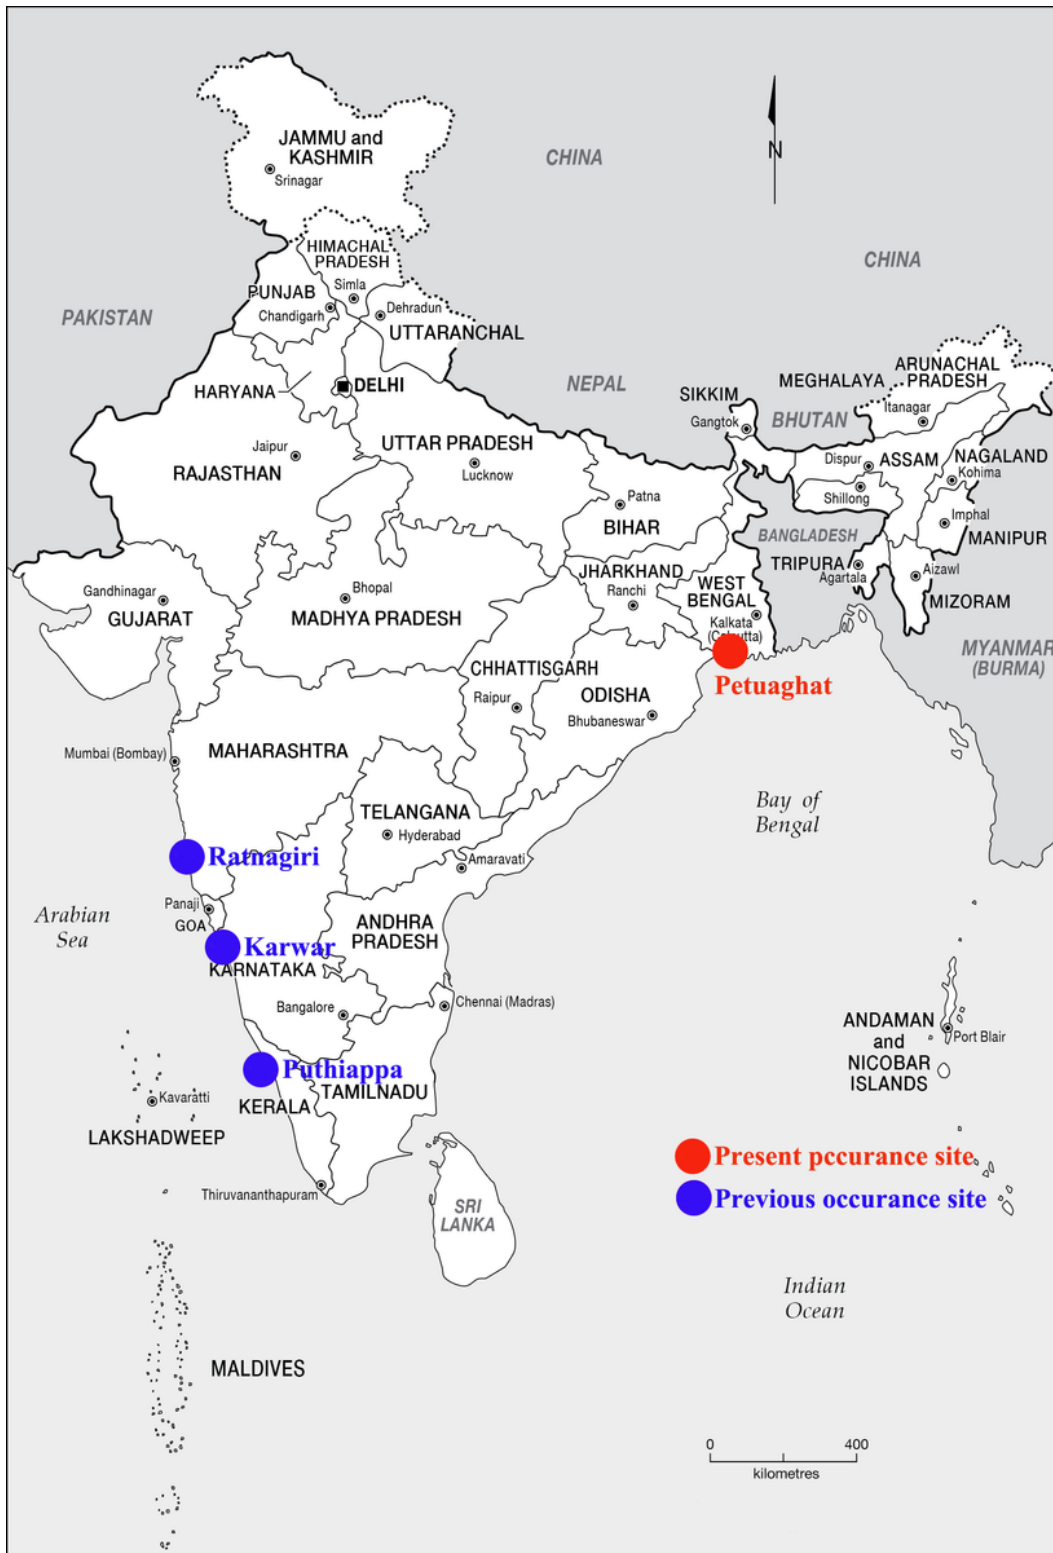 JAMMU and
KASHMIR
Srinagar
CHINA
N
HIMACHAL
PRADESH
Simla
PUNJAB
Chandigarh
Dehradun
UTTARANCHAL
CHINA
PAKISTAN
HARYANA
DELHI
NEPAL
SIKKIM
Gangtok
MEGHALAYA
BHUTAN
ARUNACHAL
PRADESH
Itanagar
Jaipur
RAJASTHAN
UTTAR PRADESH
Lucknow
Dispur
ASSAM
NAGALAND
Kohima
Shillong
Patna
BIHAR
Imphal
MANIPUR
BANGLADESH
TRIPURA
Agartala
Aizawl
MIZORAM
JHARKHAND
Ranchi
WEST
BENGAL
Kalkata
(Calcutta)
Gandhinagar
GUJARAT
Bhopal
MADHYA PRADESH
MYANMAR
(BURMA)
Petuaghat
CHHATTISGARH
Raipur
ODISHA
Bhubaneswar
MAHARASHTRA
Mumbai (Bombay)
TELANGANA
Hyderabad
Bay of
Bengal
Ratnagiri
Amaravati
Panaji
GOA
Arabian
Sea
ANDHRA
PRADESH
Karwar
KARNATAKA
Bangalore
Chennai (Madras)
ANDAMAN
and
NICOBAR
ISLANDS
Port Blair
Puthiappa
TAMILNADU
KERALA
Kavaratti
LAKSHADWEEP
Thiruvananthapuram
SRI
LANKA
Present pccurance site
Previous occurance site
Indian
Ocean
MALDIVES
0 400
kilometres